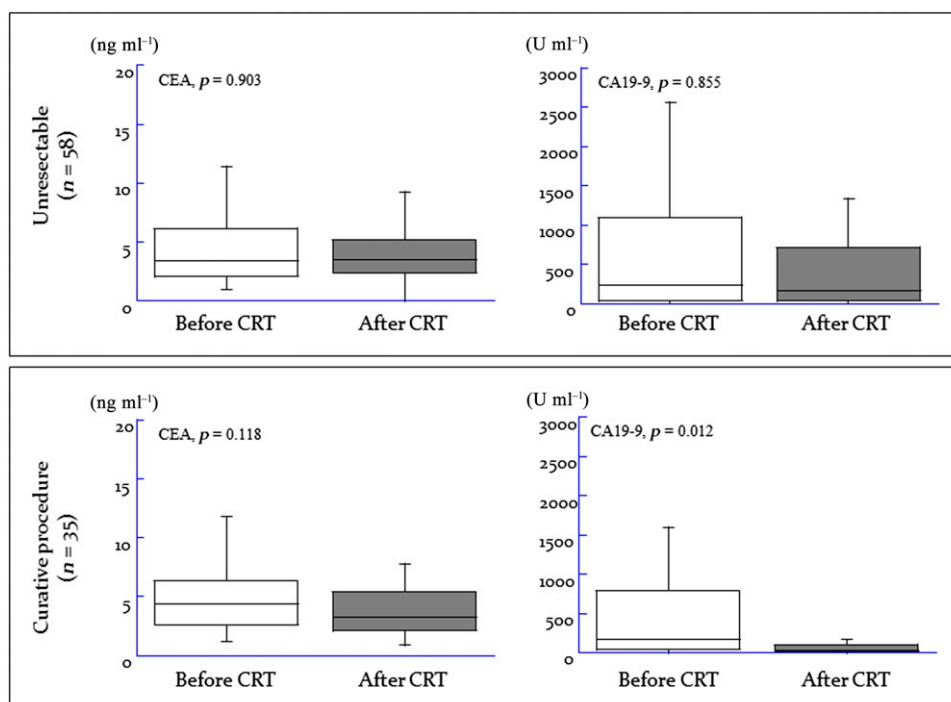 Unresectable
(n = 58)
(ng ml⁻¹)
CEA, p = 0.903
20
15
10
5
0
Before CRT After CRT
(U ml⁻¹)
CA19-9, p = 0.855
3000
2500
2000
1500
1000
500
0
Before CRT After CRT
Curative procedure
(n = 35)
(ng ml⁻¹)
CEA, p = 0.118
20
15
10
5
0
Before CRT After CRT
(U ml⁻¹)
CA19-9, p = 0.012
3000
2500
2000
1500
1000
500
0
Before CRT After CRT